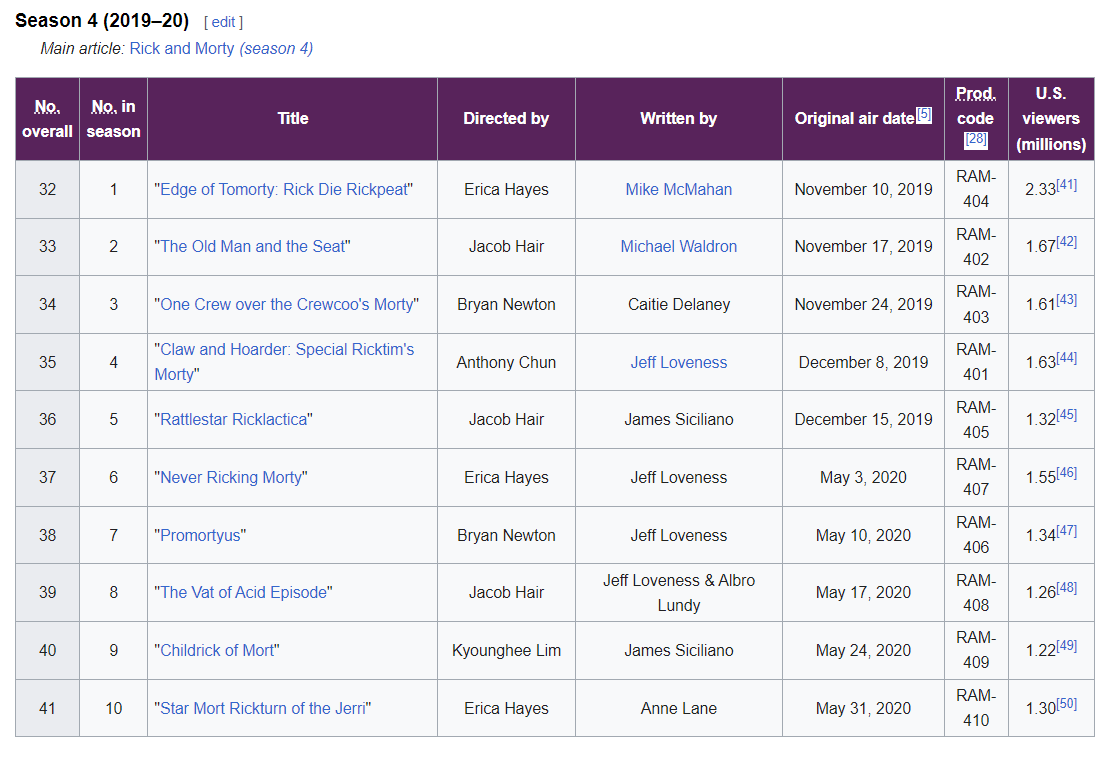 Season 4 (2019–20) [ edit ]
Main article: Rick and Morty (season 4)
No. overall No. in season Title Directed by Written by Original air date[5] Prod. code [28] U.S. viewers (millions)
32 1 "Edge of Tomorty: Rick Die Rickpeat" Erica Hayes Mike McMahan November 10, 2019 RAM-404 2.33[41]
33 2 "The Old Man and the Seat" Jacob Hair Michael Waldron November 17, 2019 RAM-402 1.67[42]
34 3 "One Crew over the Crewcoo's Morty" Bryan Newton Caitie Delaney November 24, 2019 RAM-403 1.61[43]
35 4 "Claw and Hoarder: Special Ricktim's Morty" Anthony Chun Jeff Loveness December 8, 2019 RAM-401 1.63[44]
36 5 "Rattlestar Ricklactica" Jacob Hair James Siciliano December 15, 2019 RAM-405 1.32[45]
37 6 "Never Ricking Morty" Erica Hayes Jeff Loveness May 3, 2020 RAM-407 1.55[46]
38 7 "Promortyus" Bryan Newton Jeff Loveness May 10, 2020 RAM-406 1.34[47]
39 8 "The Vat of Acid Episode" Jacob Hair Jeff Loveness & Albro Lundy May 17, 2020 RAM-408 1.26[48]
40 9 "Childrick of Mort" Kyounghee Lim James Siciliano May 24, 2020 RAM-409 1.22[49]
41 10 "Star Mort Rickturn of the Jerri" Erica Hayes Anne Lane May 31, 2020 RAM-410 1.30[50]